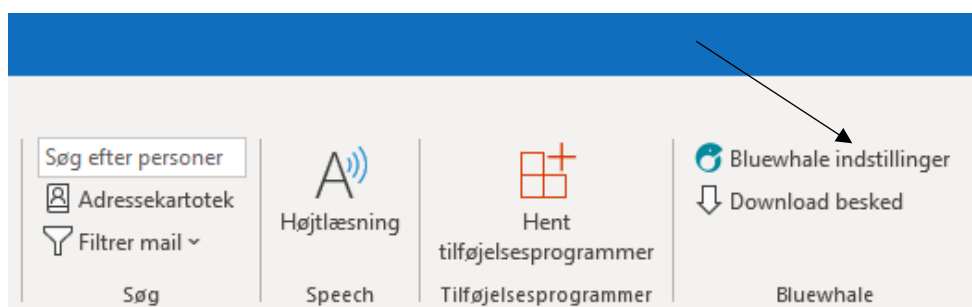 Søg efter personer
Adressekartotek
Filtrer mail
Søg
Højtlæsning
Speech
Hent
tilføjelsesprogrammer
Tilføjelsesprogrammer
Bluewhale indstillinger
Download besked
Bluewhale